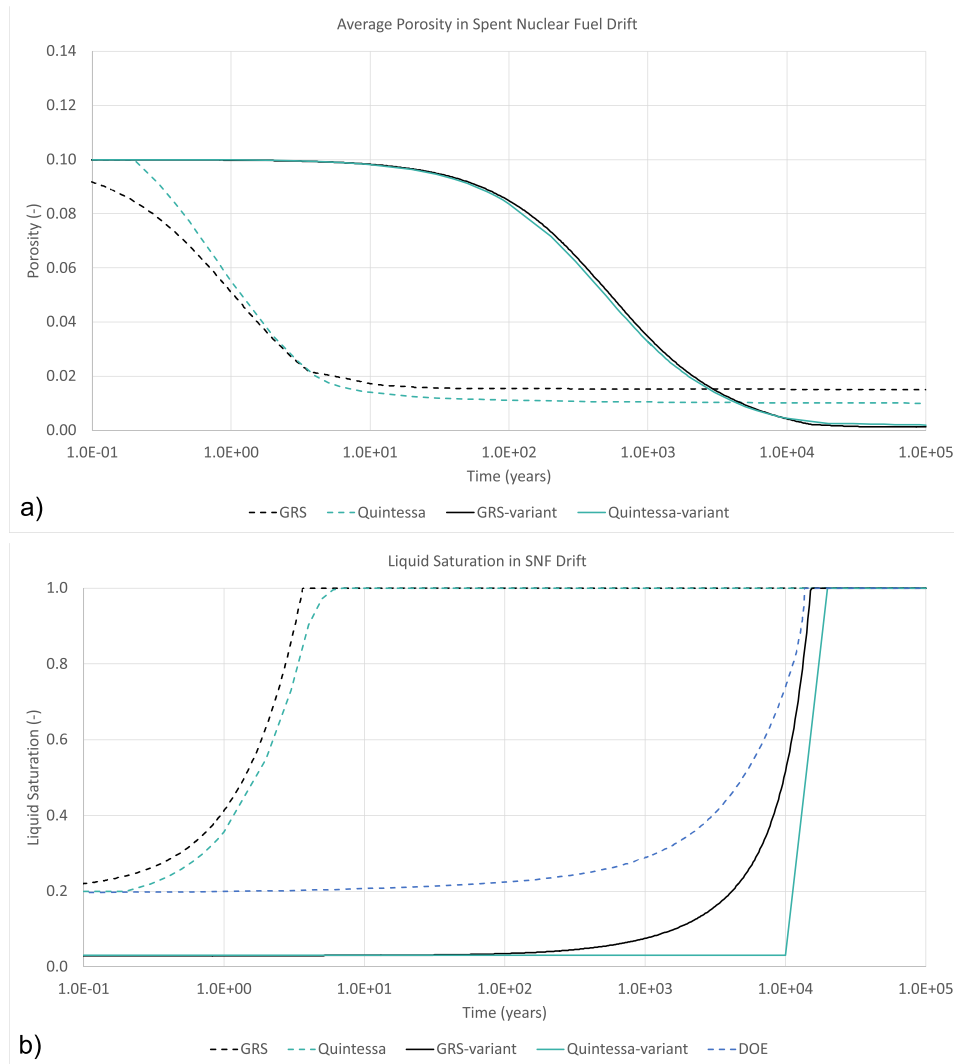 Average Porosity in Spent Nuclear Fuel Drift
0.14
0.12
0.10
0.08
0.06
0.04
0.02
0.00
Porosity (-)
1.0E-01 1.0E+00 1.0E+01 1.0E+02 1.0E+03 1.0E+04 1.0E+05
Time (years)
a)
GRS Quintessa GRS-variant Quintessa-variant
Liquid Saturation in SNF Drift
1.0
0.8
0.6
0.4
0.2
0.0
Liquid Saturation (-)
1.0E-01 1.0E+00 1.0E+01 1.0E+02 1.0E+03 1.0E+04 1.0E+05
Time (years)
b)
GRS Quintessa GRS-variant Quintessa-variant DOE